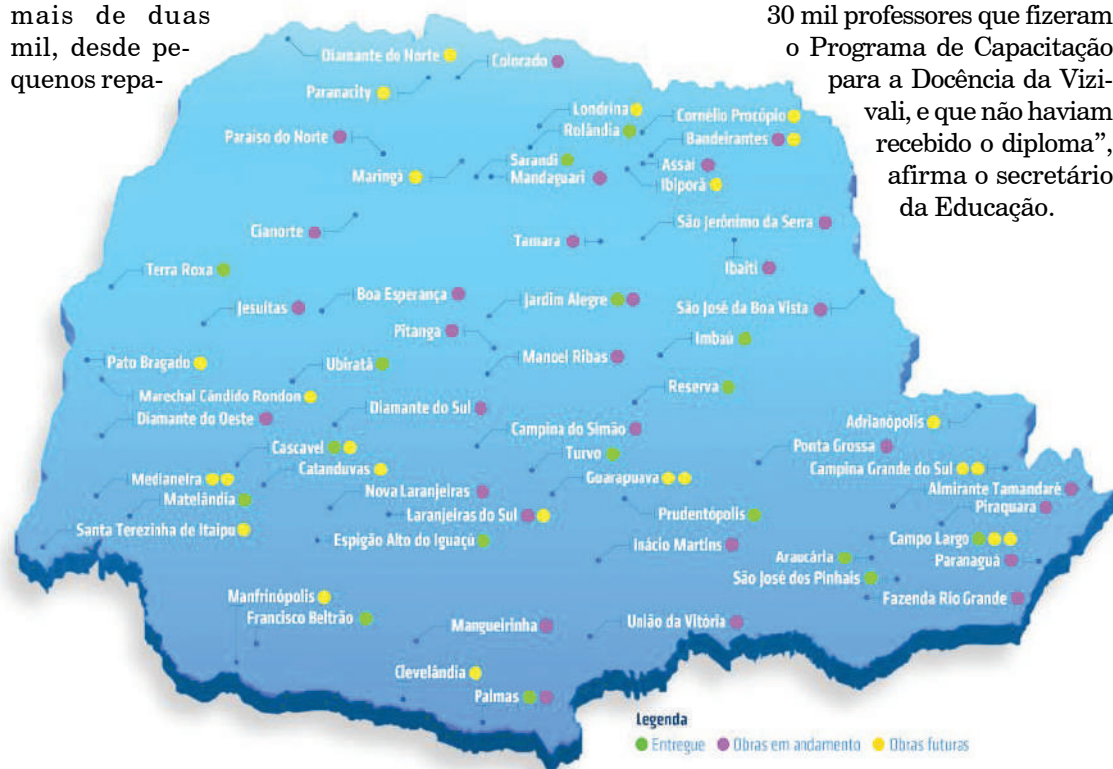 mais de duas
mil, desde pe-
quenos repa-
30 mil professores que fizeram
o Programa de Capacitação
para a Docência da Vizi-
vali, e que não haviam
recebido o diploma”,
afirma o secretário
da Educação.
Diamante do Norte
Colorado
Paranacity
Londrina
Cornélio Procópio
Rolândia
Paraíso do Norte
Bandeirantes
Sarandi
Assaí
Maringá
Mandaguari
Ibiporã
Cianorte
São Jerônimo da Serra
Tamara
Ibaiti
Terra Roxa
Jesuítas
Boa Esperança
Jardim Alegre
São José da Boa Vista
Pitanga
Imbaú
Pato Bragado
Ubiratã
Manoel Ribas
Marechal Cândido Rondon
Reserva
Diamante do Oeste
Diamante do Sul
Adrianópolis
Campina do Simão
Ponta Grossa
Cascavel
Turvo
Catanduvas
Campina Grande do Sul
Medianeira
Guarapuava
Matelândia
Nova Laranjeiras
Almirante Tamandaré
Piraquara
Laranjeiras do Sul
Prudentópolis
Santa Terezinha de Itaipu
Espigão Alto do Iguaçú
Campo Largo
Inácio Martins
Araucária
Paranaguá
São José dos Pinhais
Manfrinópolis
Fazenda Rio Grande
Francisco Beltrão
Mangueirinha
União da Vitória
Clevelândia
Palmas
Legenda
Entregue Obras em andamento Obras futuras